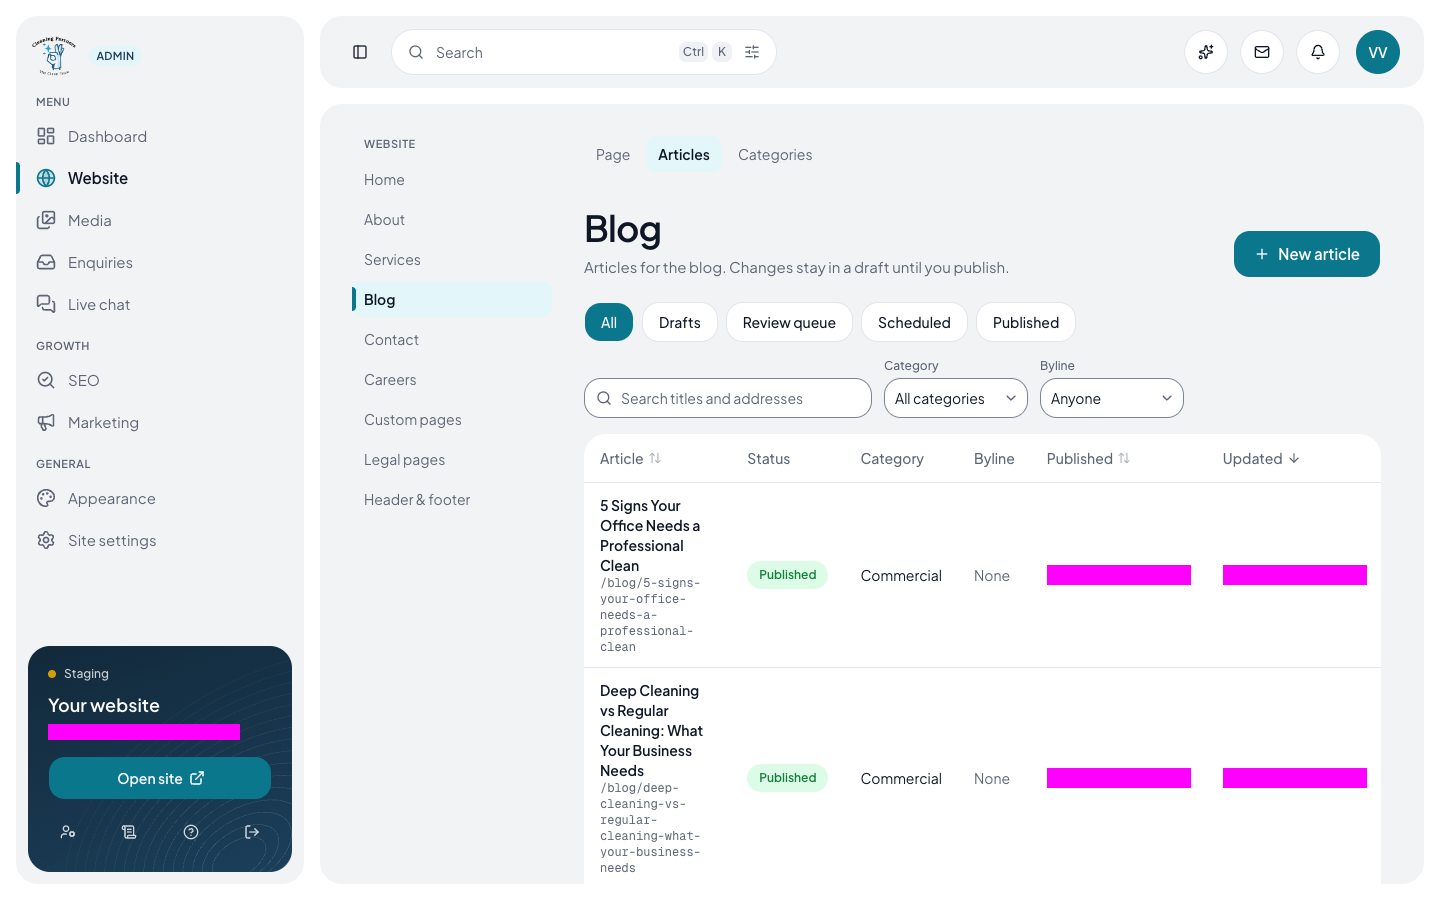 Cleaning Partners
The Clean Team
ADMIN
MENU
Dashboard
Website
Media
Enquiries
Live chat
GROWTH
SEO
Marketing
GENERAL
Appearance
Site settings
Staging
Your website
Open site
Search
Ctrl K
VV
WEBSITE
Home
About
Services
Blog
Contact
Careers
Custom pages
Legal pages
Header & footer
Page Articles Categories
Blog
Articles for the blog. Changes stay in a draft until you publish.
New article
All Drafts Review queue Scheduled Published
Category
Byline
Search titles and addresses
All categories
Anyone
Article Status Category Byline Published Updated
5 Signs Your
Office Needs a
Professional
Clean
/blog/5-signs-
your-office-
needs-a-
professional-
clean
Published
Commercial
None
Deep Cleaning
vs Regular
Cleaning: What
Your Business
Needs
/blog/deep-
cleaning-vs-
regular-
cleaning-what-
your-business-
needs
Published
Commercial
None